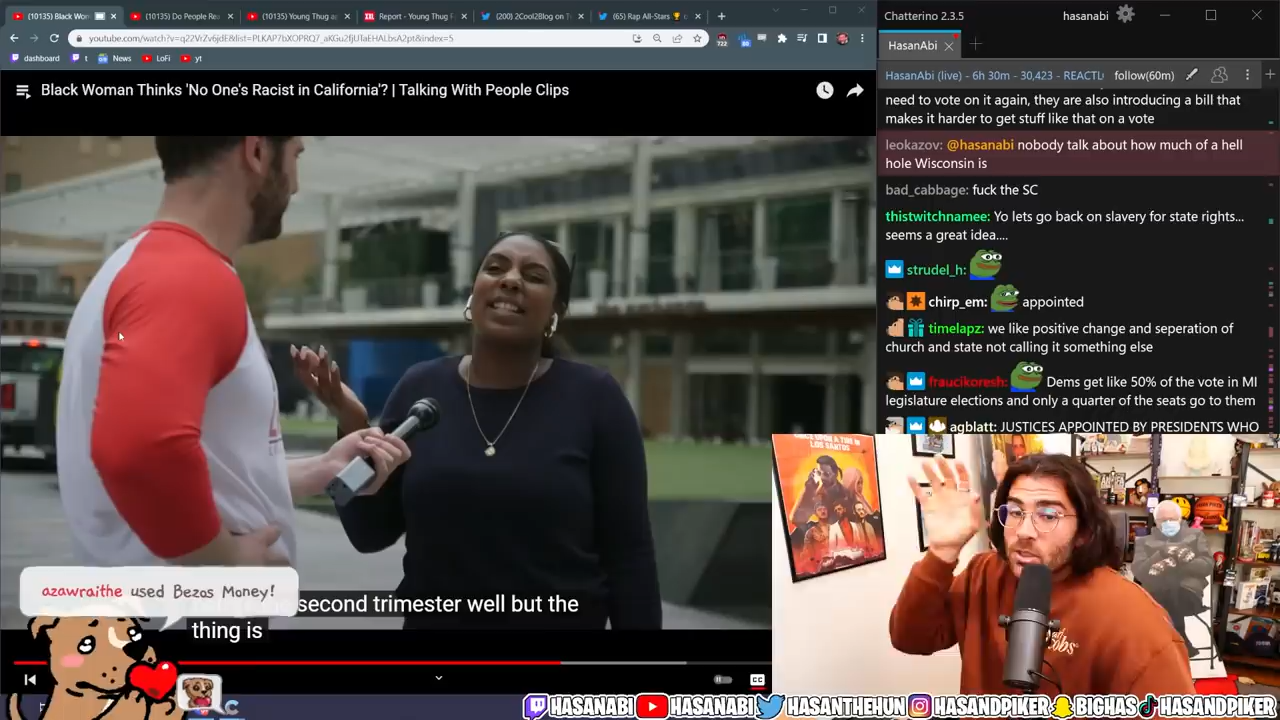 (10135) Black Wom
(10135) Do People Rea
(10135) Young Thug ap
Report - Young Thug F
(200) 2Cool2Blog on Tw
(65) Rap All-Stars
youtube.com/watch?v=q22VrZv6jdE&list=PLKAP7bXOPRQ7_aKGu2fjUlaEHALbsA2pt&index=5
dashboard
t
News
LoFi
yt
Black Woman Thinks 'No One's Racist in California'? | Talking With People Clips
second trimester well but the
thing is
azawraithe used Bezos Money!
Chatterino 2.3.5
hasanabi
HasanAbi
HasanAbi (live) - 6h 30m - 30,423 - REACTL
follow(60m)
need to vote on it again, they are also introducing a bill that
makes it harder to get stuff like that on a vote
leokazov: @hasanabi nobody talk about how much of a hell
hole Wisconsin is
bad_cabbage: fuck the SC
thistwitchnamee: Yo lets go back on slavery for state rights...
seems a great idea....
strudel_h:
chirp_em: appointed
timelapz: we like positive change and seperation of
church and state not calling it something else
fraucikoresh: Dems get like 50% of the vote in MI
legislature elections and only a quarter of the seats go to them
agblatt: JUSTICES APPOINTED BY PRESIDENTS WHO
LOS SANTOS
CC
HASANABI
HASANABI
HASANTHEHUN
HASANDPIKER
BIGHAS
HASANDPIKER